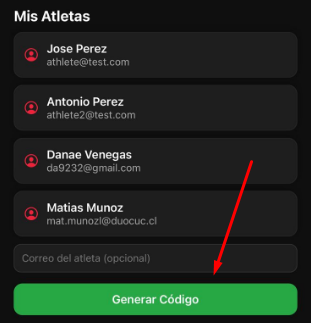 Mis Atletas
Jose Perez
athlete@test.com
Antonio Perez
athlete2@test.com
Danae Venegas
da9232@gmail.com
Matias Munoz
mat.munozl@duocuc.cl
Correo del atleta (opcional)
Generar Código